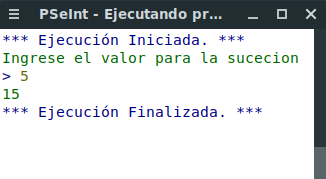 PSeInt - Ejecutando pr...
*** Ejecución Iniciada. ***
Ingrese el valor para la sucecion
> 5
15
*** Ejecución Finalizada. ***